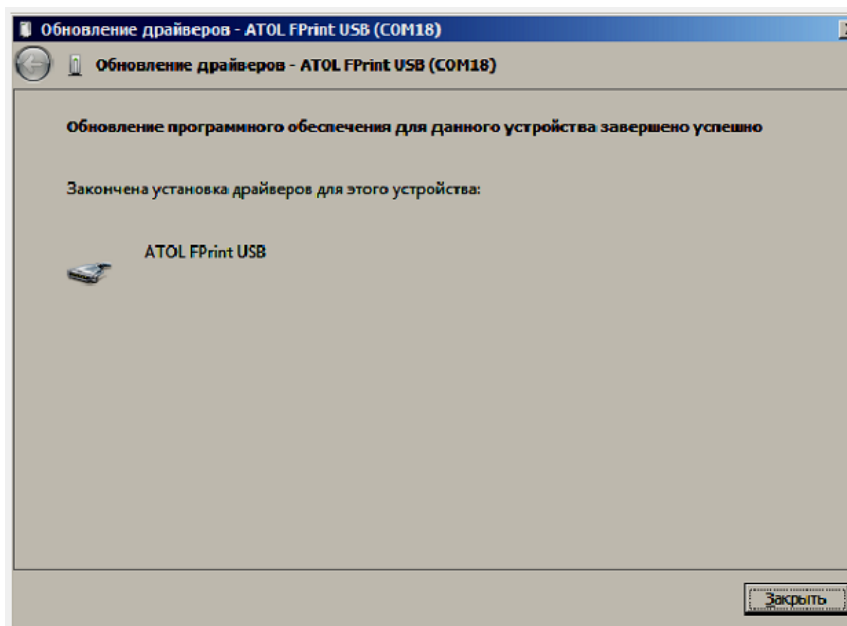 Обновление драйверов - ATOL FPrint USB (COM18)
Обновление драйверов - ATOL FPrint USB (COM18)
Обновление программного обеспечения для данного устройства завершено успешно
Закончена установка драйверов для этого устройства:
ATOL FPrint USB
Закрыть